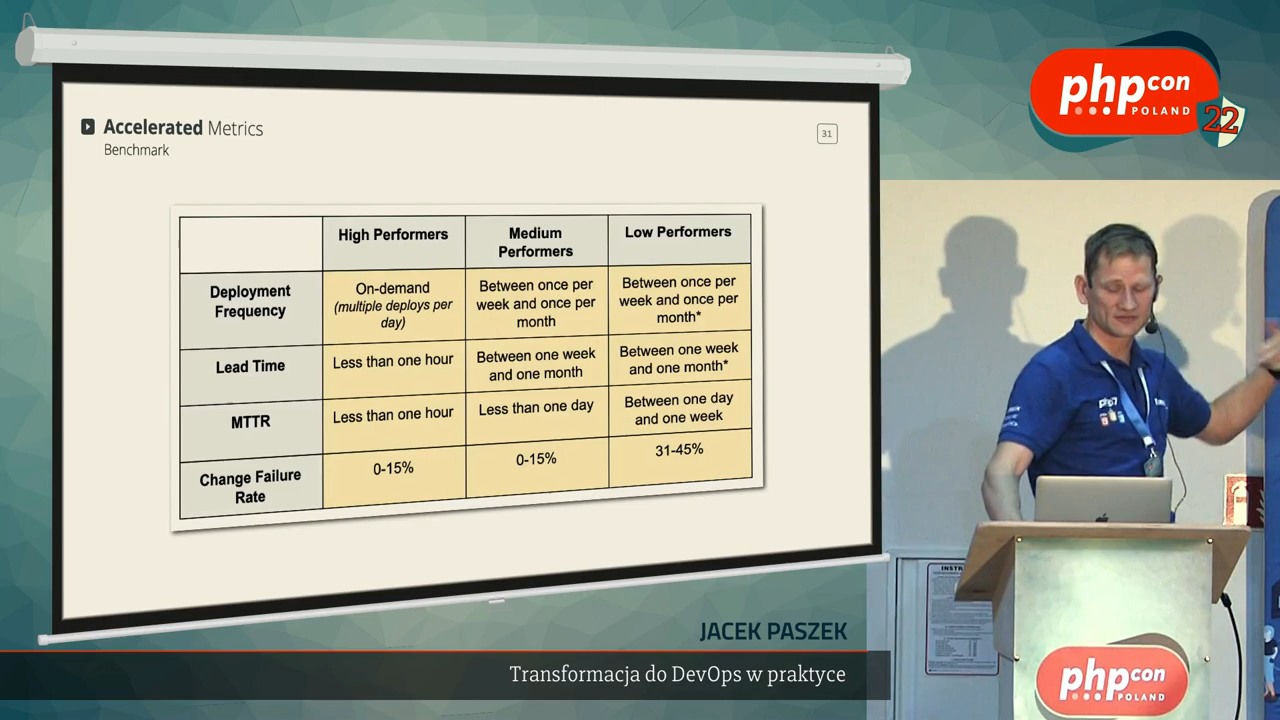 Accelerated Metrics
Benchmark
31
High Performers
Medium
Performers
Low Performers
Deployment
Frequency
On-demand
(multiple deploys per
day)
Between once per
week and once per
month
Between once per
week and once per
month*
Lead Time
Less than one hour
Between one week
and one month
Between one week
and one month*
MTTR
Less than one hour
Less than one day
Between one day
and one week
Change Failure
Rate
0-15%
0-15%
31-45%
JACEK PASZEK
Transformacja do DevOps w praktyce
phpcon
POLAND
22
phpcon
POLAND